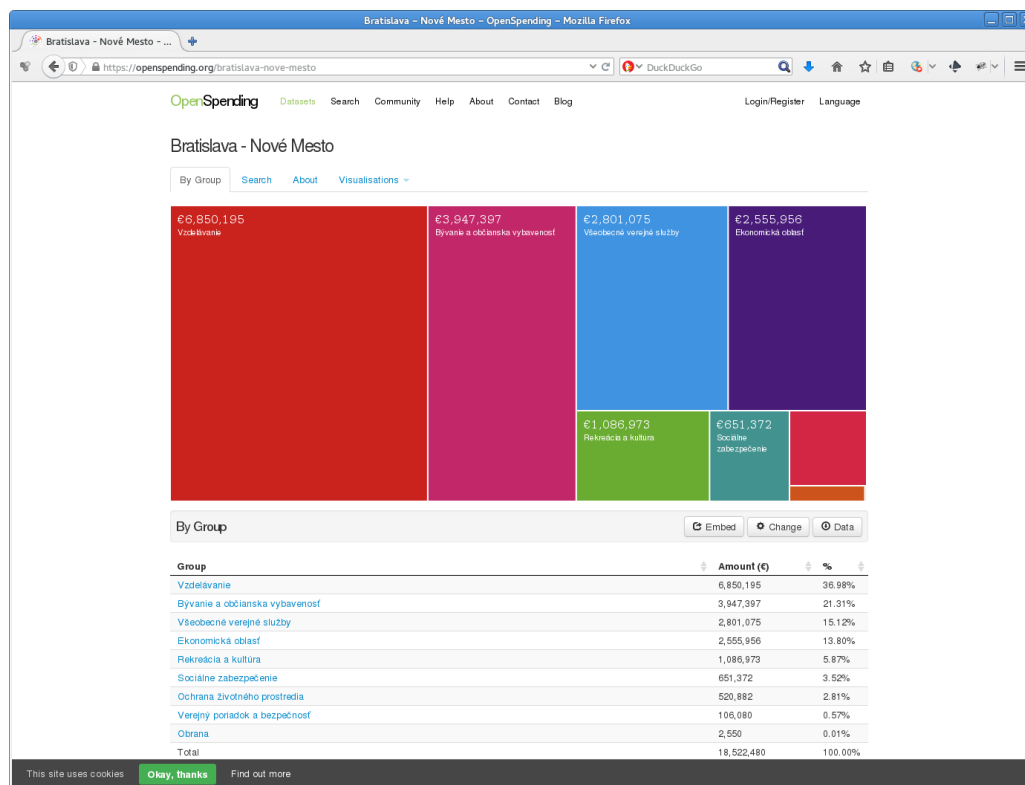 Bratislava – Nové Mesto – OpenSpending – Mozilla Firefox
Bratislava - Nové Mesto - ...
https://openspending.org/bratislava-nove-mesto
DuckDuckGo
OpenSpending Datasets Search Community Help About Contact Blog Login/Register Language
Bratislava - Nové Mesto
By Group Search About Visualisations
€6,850,195
Vzdelávanie
€3,947,397
Bývanie a občianska vybavenosť
€2,801,075
Všeobecné verejné služby
€2,555,956
Ekonomická oblasť
€1,086,973
Rekreácia a kultúra
€651,372
Sociálne
zabezpečenie
By Group Embed Change Data
Group Amount (€) %
Vzdelávanie 6,850,195 36.98%
Bývanie a občianska vybavenosť 3,947,397 21.31%
Všeobecné verejné služby 2,801,075 15.12%
Ekonomická oblasť 2,555,956 13.80%
Rekreácia a kultúra 1,086,973 5.87%
Sociálne zabezpečenie 651,372 3.52%
Ochrana životného prostredia 520,882 2.81%
Verejný poriadok a bezpečnosť 106,080 0.57%
Obrana 2,550 0.01%
Total 18,522,480 100.00%
This site uses cookies Okay, thanks Find out more